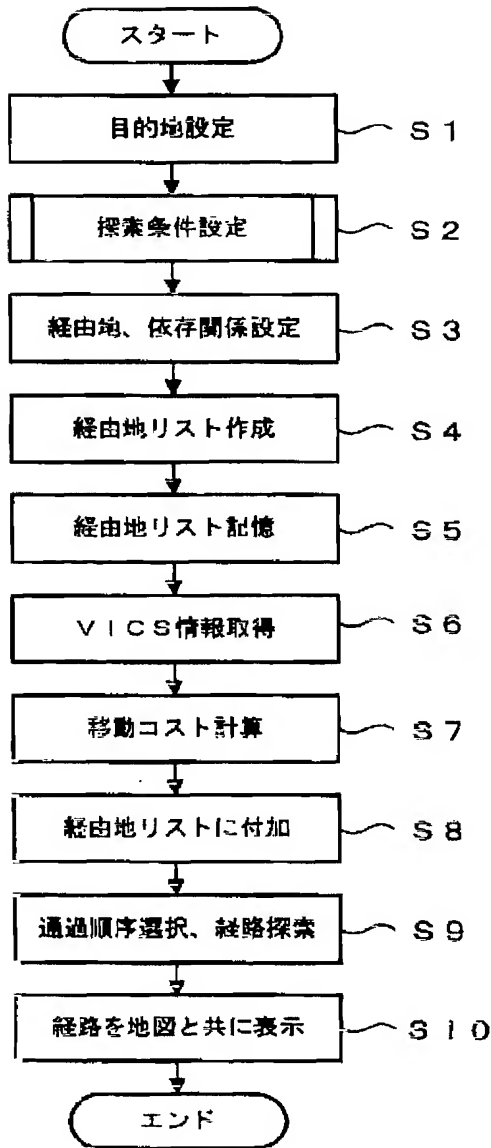 スタート
目的地設定 S1
探索条件設定 S2
経由地、依存関係設定 S3
経由地リスト作成 S4
経由地リスト記憶 S5
VICS情報取得 S6
移動コスト計算 S7
経由地リストに付加 S8
通過順序選択、経路探索 S9
経路を地図と共に表示 S10
エンド